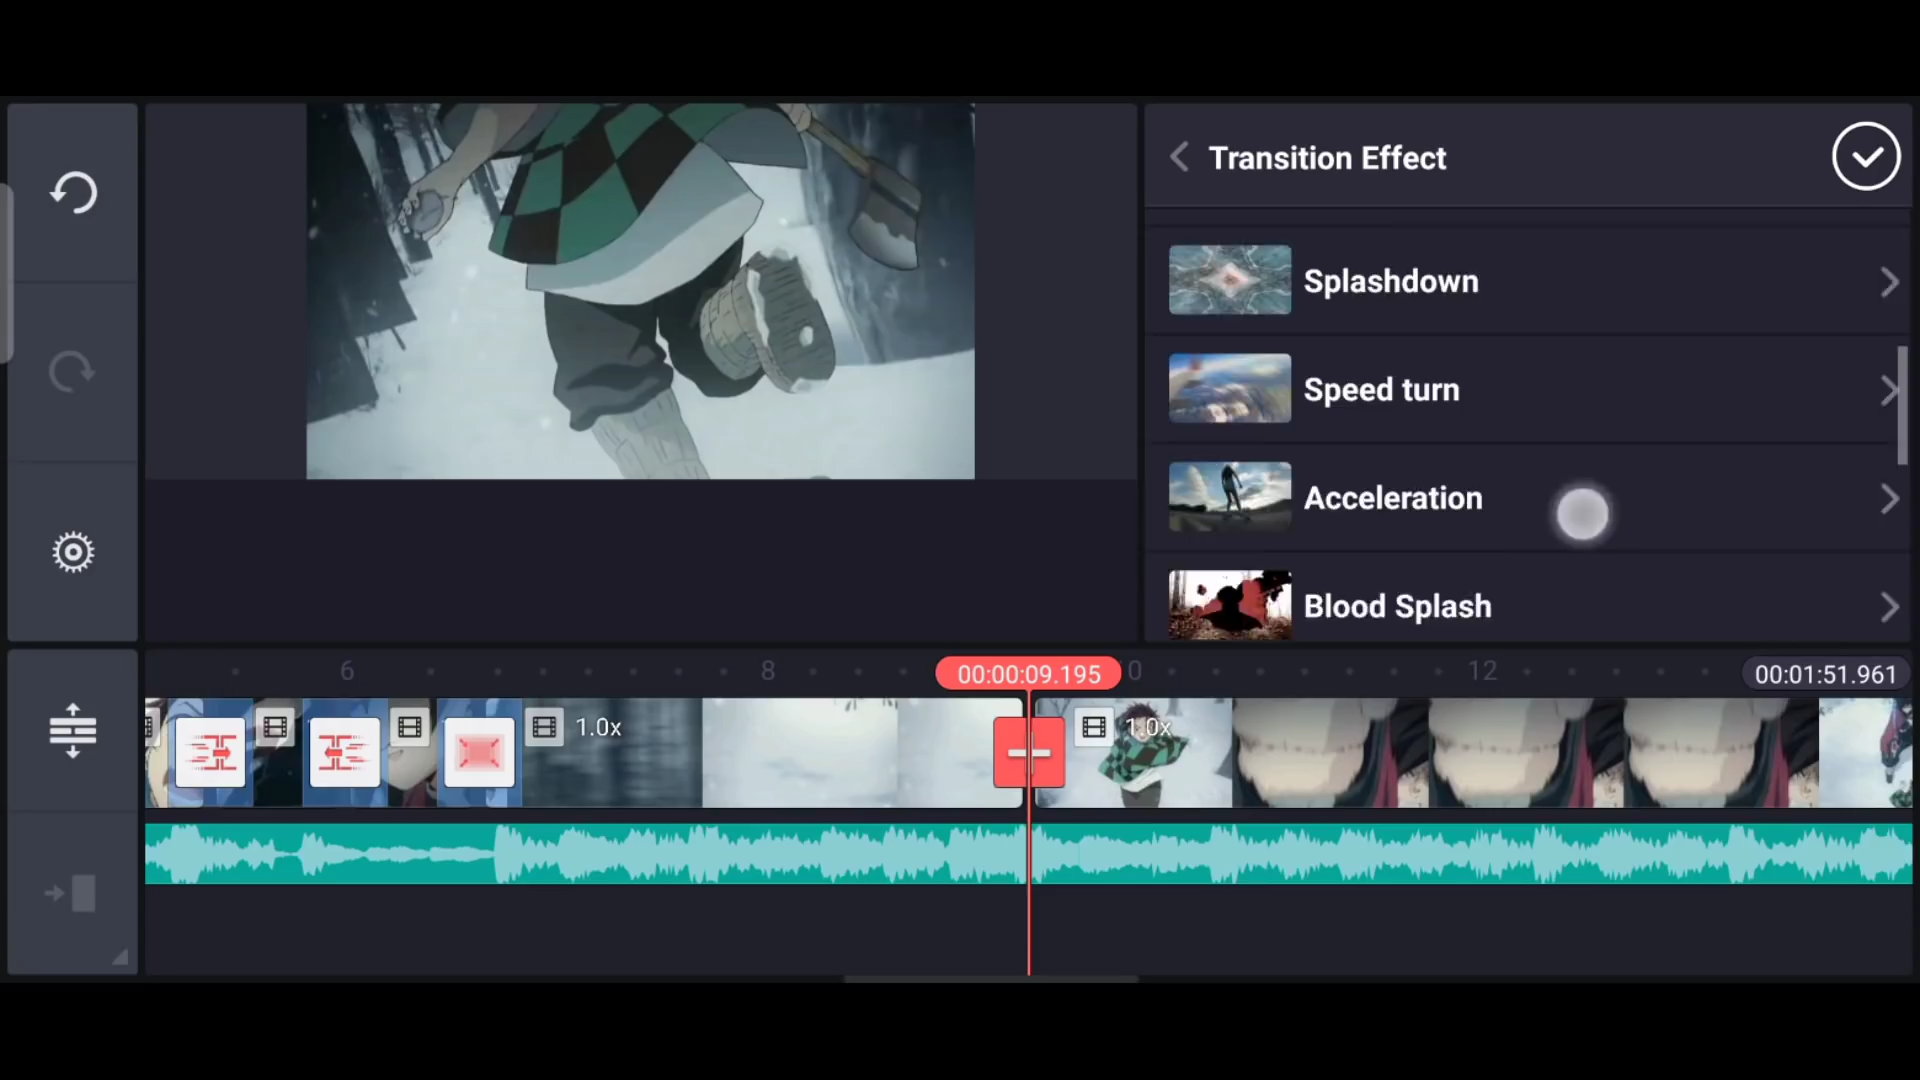 Transition Effect
Splashdown
Speed turn
Acceleration
Blood Splash
6
8
00:00:09.195
0
12
00:01:51.961
1.0x
1.0x